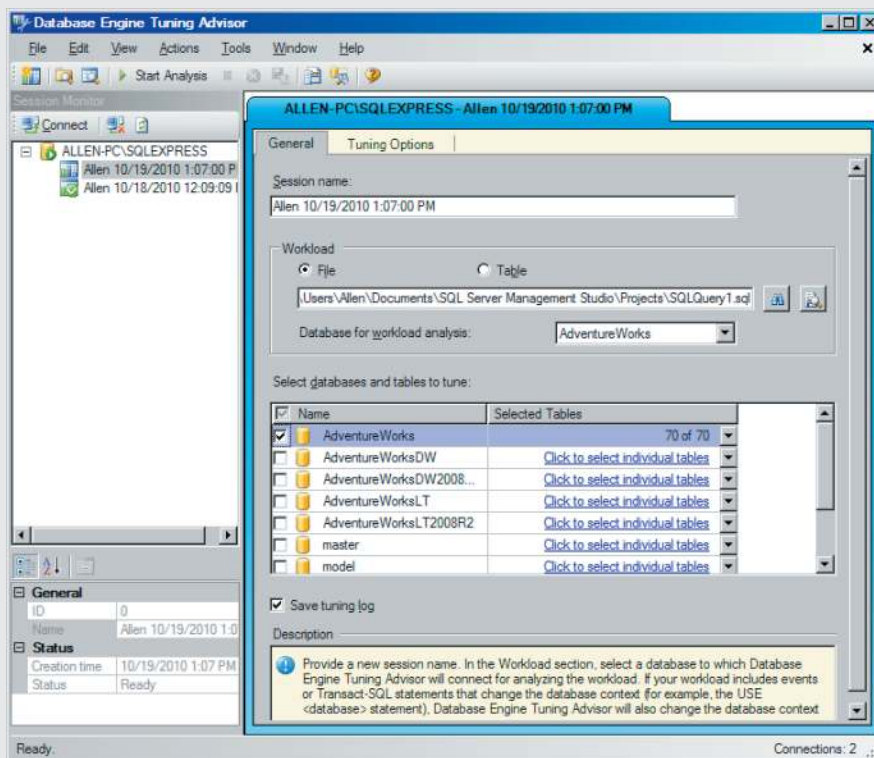 Database Engine Tuning Advisor
File Edit View Actions Tools Window Help
Start Analysis
Session Monitor
Connect
ALLEN-PC\SQLEXPRESS
Allen 10/19/2010 1:07:00 P
Allen 10/18/2010 12:09:09
ALLEN-PC\SQLEXPRESS - Allen 10/19/2010 1:07:00 PM
General Tuning Options
Session name:
Allen 10/19/2010 1:07:00 PM
Workload
File Table
\Users\Allen\Documents\SQL Server Management Studio\Projects\SQLQuery1.sql
Database for workload analysis: AdventureWorks
Select databases and tables to tune:
Name Selected Tables
AdventureWorks 70 of 70
AdventureWorksDW Click to select individual tables
AdventureWorksDW2008... Click to select individual tables
AdventureWorksLT Click to select individual tables
AdventureWorksLT2008R2 Click to select individual tables
master Click to select individual tables
model Click to select individual tables
Save tuning log
Description
Provide a new session name. In the Workload section, select a database to which Database
Engine Tuning Advisor will connect for analyzing the workload. If your workload includes events
or Transact-SQL statements that change the database context (for example, the USE
<database> statement), Database Engine Tuning Advisor will also change the database context
General
ID 0
Name Allen 10/19/2010 1:0
Status
Creation time 10/19/2010 1:07 PM
Status Ready
Ready. Connections: 2